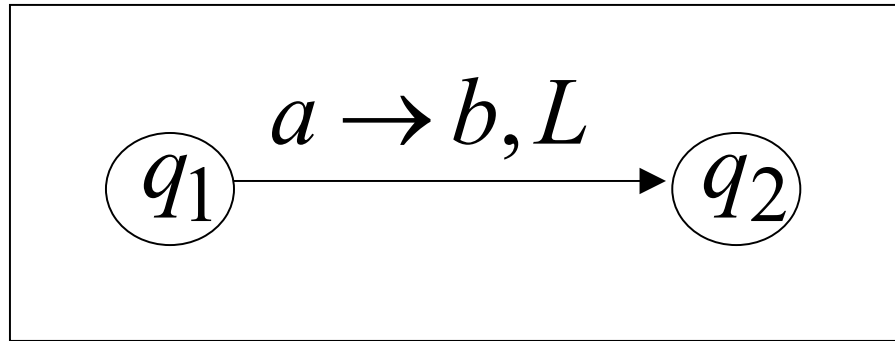 a → b, L
q₁ q₂